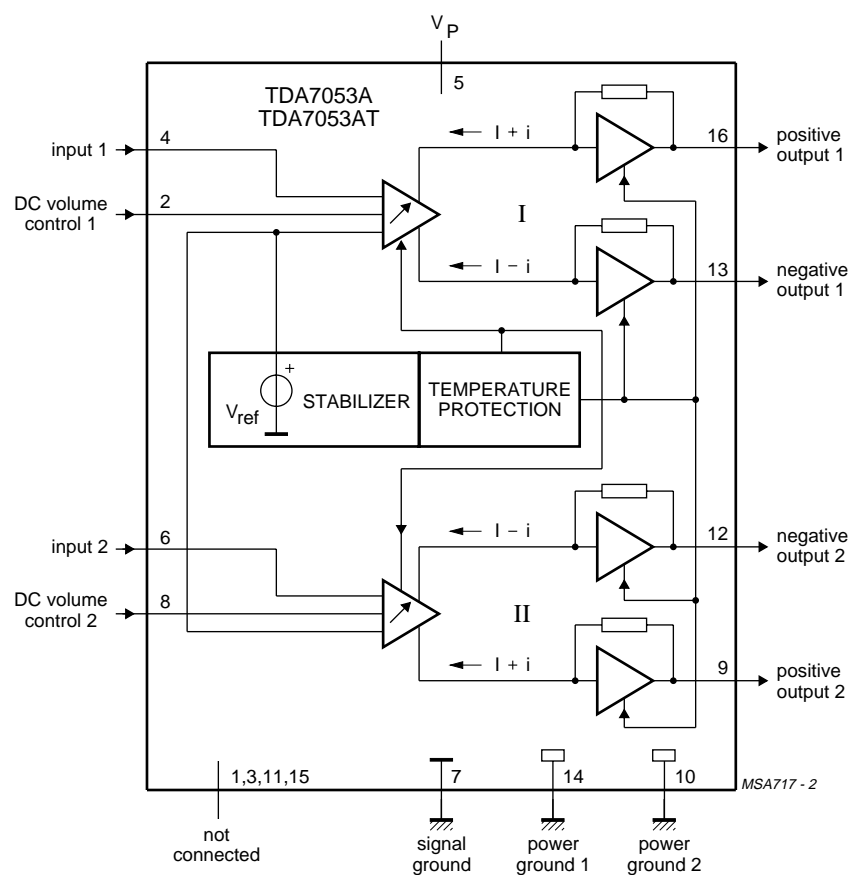 V P
5
TDA7053A
TDA7053AT
4
input 1
I + i
16
positive
output 1
2
DC volume
control 1
I
I − i
13
negative
output 1
+
STABILIZER
V ref
TEMPERATURE
PROTECTION
6
input 2
I − i
12
negative
output 2
8
DC volume
control 2
II
I + i
9
positive
output 2
1,3,11,15
7
14
10
MSA717 - 2
not
connected
signal
ground
power
ground 1
power
ground 2